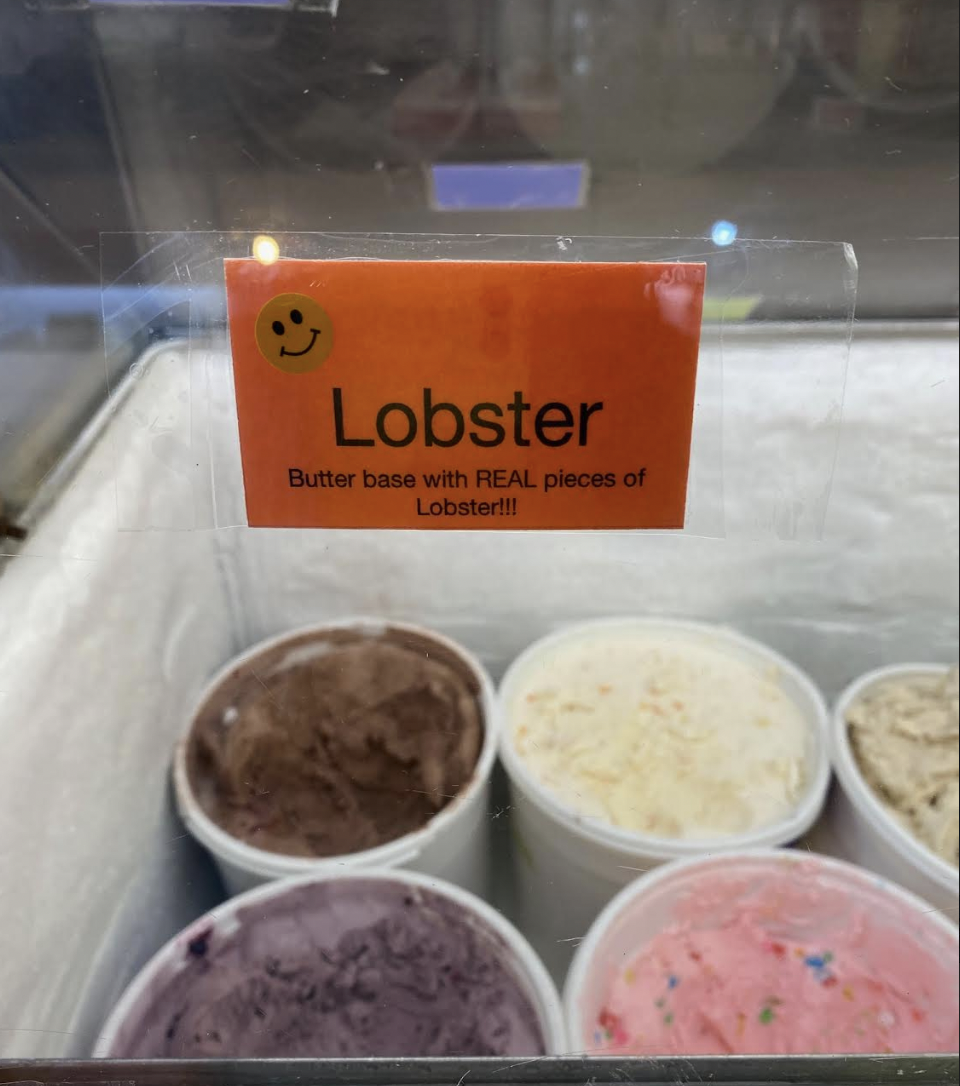 Lobster
Butter base with REAL pieces of
Lobster!!!